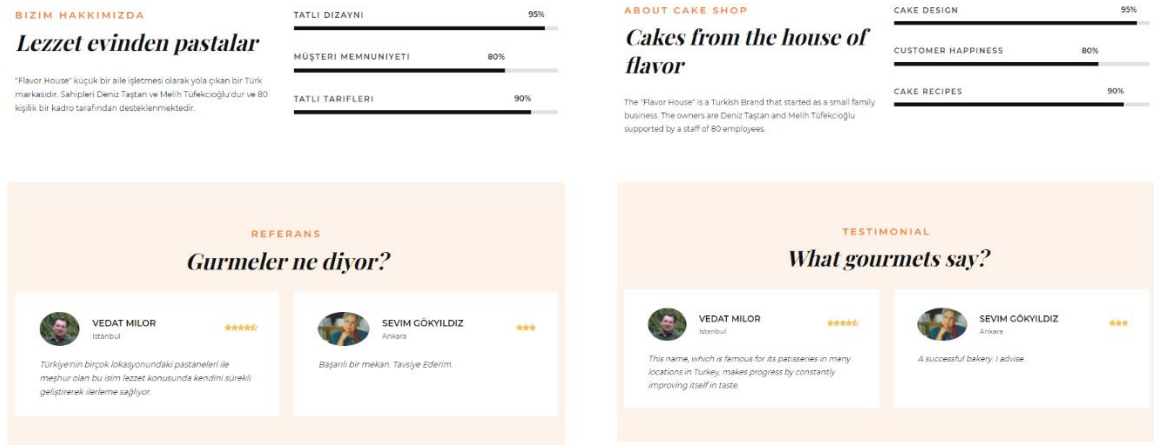 BIZIM HAKKIMIZDA
Lezzet evinden pastalar
"Flavor House" küçük bir aile işletmesi olarak yola çıkan bir Türk
markasıdır. Sahipleri Deniz Taştan ve Melih Tüfekcioğlu'dur ve 80
kişilik bir kadro tarafından desteklenmektedir.
TATLI DIZAYNI 95%
MÜŞTERI MEMNUNIYETI 80%
TATLI TARIFLERI 90%
REFERANS
Gurmeler ne diyor?
VEDAT MILOR
Istanbul
Türkiye'nin birçok lokasyonundaki pastaneleri ile
meşhur olan bu isim lezzet konusunda kendini sürekli
geliştirerek ilerleme sağlıyor.
SEVIM GÖKYILDIZ
Ankara
Başarılı bir mekan. Tavsiye Ederim.
ABOUT CAKE SHOP
Cakes from the house of
flavor
The "Flavor House" is a Turkish Brand that started as a small family
business. The owners are Deniz Taştan and Melih Tüfekcioğlu
supported by a staff of 80 employees.
CAKE DESIGN 95%
CUSTOMER HAPPINESS 80%
CAKE RECIPES 90%
TESTIMONIAL
What gourmets say?
VEDAT MILOR
Istanbul
This name, which is famous for its patisseries in many
locations in Turkey, makes progress by constantly
improving itself in taste.
SEVIM GÖKYILDIZ
Ankara
A successful bakery. I advise.